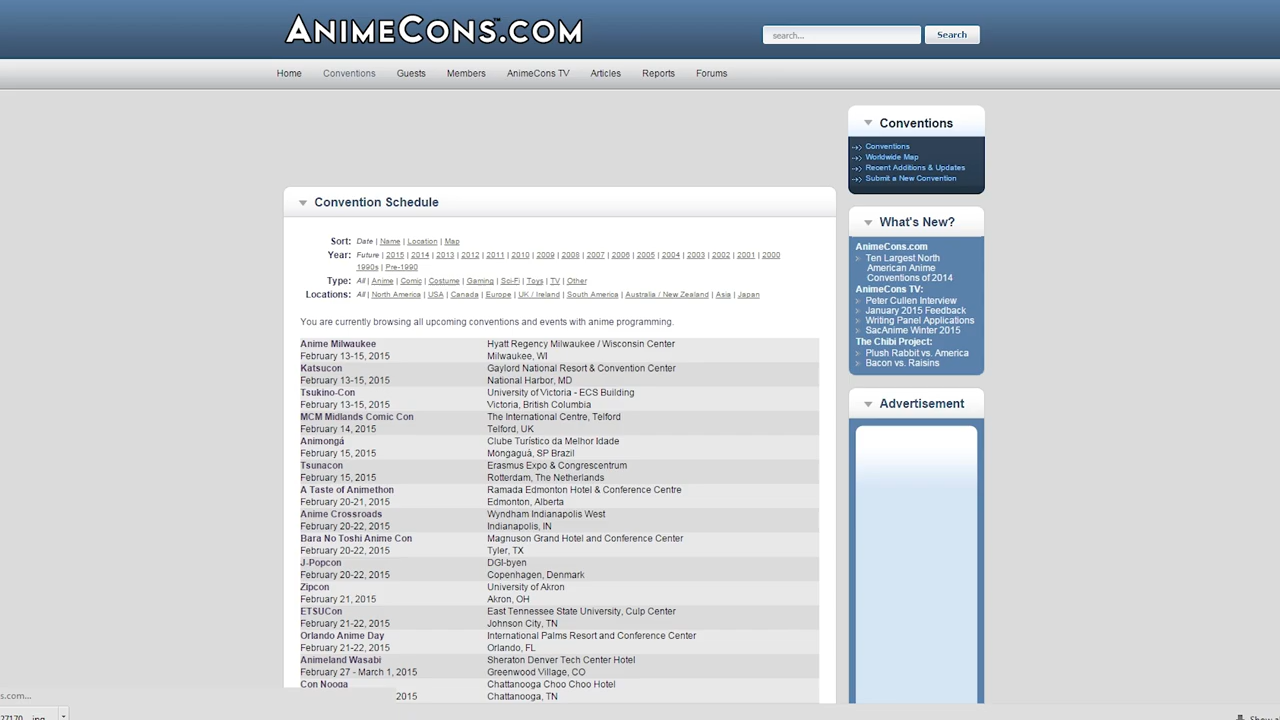 ANIMECONS.COM™
search...
Search
Home Conventions Guests Members AnimeCons TV Articles Reports Forums
Conventions
Conventions
Worldwide Map
Recent Additions & Updates
Submit a New Convention
Convention Schedule
Sort: Date | Name | Location | Map
Year: Future | 2015 | 2014 | 2013 | 2012 | 2011 | 2010 | 2009 | 2008 | 2007 | 2006 | 2005 | 2004 | 2003 | 2002 | 2001 | 2000
1990s | Pre-1990
Type: All | Anime | Comic | Costume | Gaming | Sci-Fi | Toys | TV | Other
Locations: All | North America | USA | Canada | Europe | UK / Ireland | South America | Australia / New Zealand | Asia | Japan
You are currently browsing all upcoming conventions and events with anime programming.
Anime Milwaukee Hyatt Regency Milwaukee / Wisconsin Center
February 13-15, 2015 Milwaukee, WI
Katsucon Gaylord National Resort & Convention Center
February 13-15, 2015 National Harbor, MD
Tsukino-Con University of Victoria - ECS Building
February 13-15, 2015 Victoria, British Columbia
MCM Midlands Comic Con The International Centre, Telford
February 14, 2015 Telford, UK
Animongá Clube Turístico da Melhor Idade
February 15, 2015 Mongaguá, SP Brazil
Tsunacon Erasmus Expo & Congrescentrum
February 15, 2015 Rotterdam, The Netherlands
A Taste of Animethon Ramada Edmonton Hotel & Conference Centre
February 20-21, 2015 Edmonton, Alberta
Anime Crossroads Wyndham Indianapolis West
February 20-22, 2015 Indianapolis, IN
Bara No Toshi Anime Con Magnuson Grand Hotel and Conference Center
February 20-22, 2015 Tyler, TX
J-Popcon DGI-byen
February 20-22, 2015 Copenhagen, Denmark
Zipcon University of Akron
February 21, 2015 Akron, OH
ETSUCon East Tennessee State University, Culp Center
February 21-22, 2015 Johnson City, TN
Orlando Anime Day International Palms Resort and Conference Center
February 21-22, 2015 Orlando, FL
Animeland Wasabi Sheraton Denver Tech Center Hotel
February 27 - March 1, 2015 Greenwood Village, CO
Con Nooga Chattanooga Choo Choo Hotel
2015 Chattanooga, TN
What's New?
AnimeCons.com
Ten Largest North
American Anime
Conventions of 2014
AnimeCons TV:
Peter Cullen Interview
January 2015 Feedback
Writing Panel Applications
SacAnime Winter 2015
The Chibi Project:
Plush Rabbit vs. America
Bacon vs. Raisins
Advertisement
s.com...
27170 .jpg